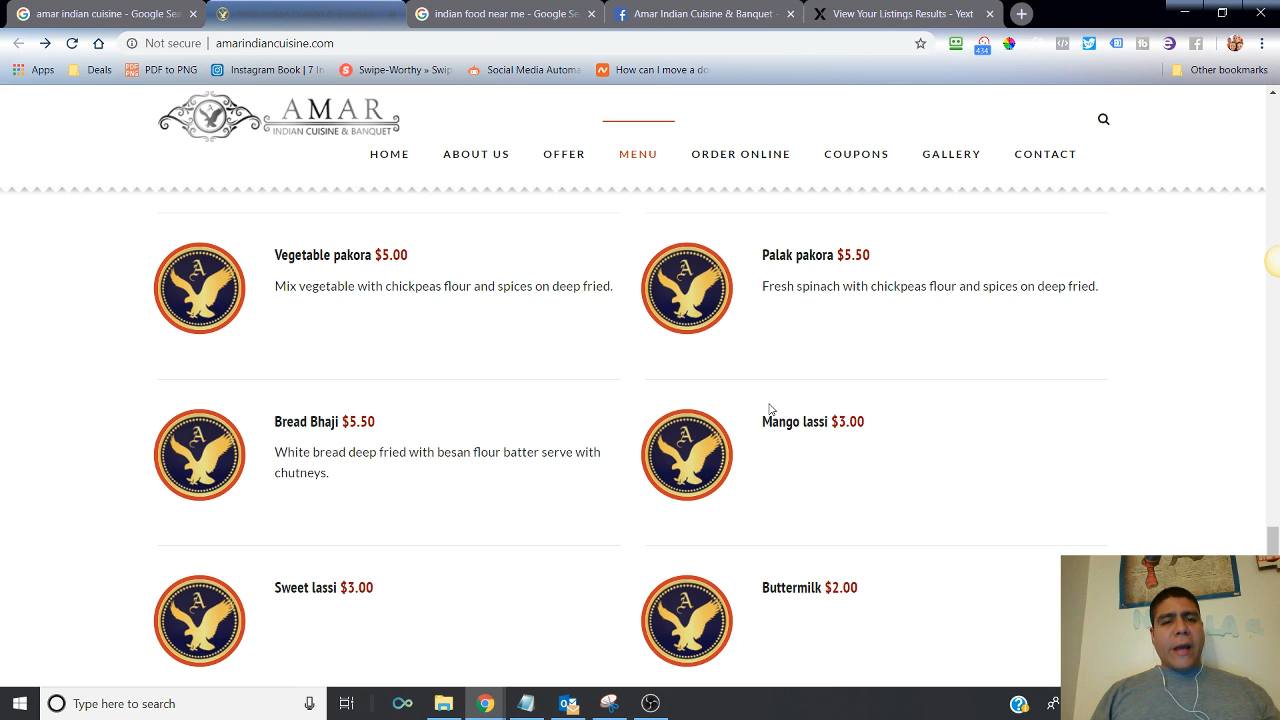 amar indian cuisine - Google Sea
indian food near me - Google Se
Amar Indian Cuisine & Banquet -
View Your Listings Results - Yext
Not secure | amarindiancuisine.com
434
Apps
Deals
PDF to PNG
Instagram Book | 7 In
Swipe-Worthy » Swip
Social Media Automa
How can I move a do
Other bookmarks
AMAR
INDIAN CUISINE & BANQUET
HOME
ABOUT US
OFFER
MENU
ORDER ONLINE
COUPONS
GALLERY
CONTACT
A
Vegetable pakora $5.00
Mix vegetable with chickpeas flour and spices on deep fried.
A
Palak pakora $5.50
Fresh spinach with chickpeas flour and spices on deep fried.
A
Bread Bhaji $5.50
White bread deep fried with besan flour batter serve with
chutneys.
A
Mango lassi $3.00
A
Sweet lassi $3.00
A
Buttermilk $2.00
Type here to search